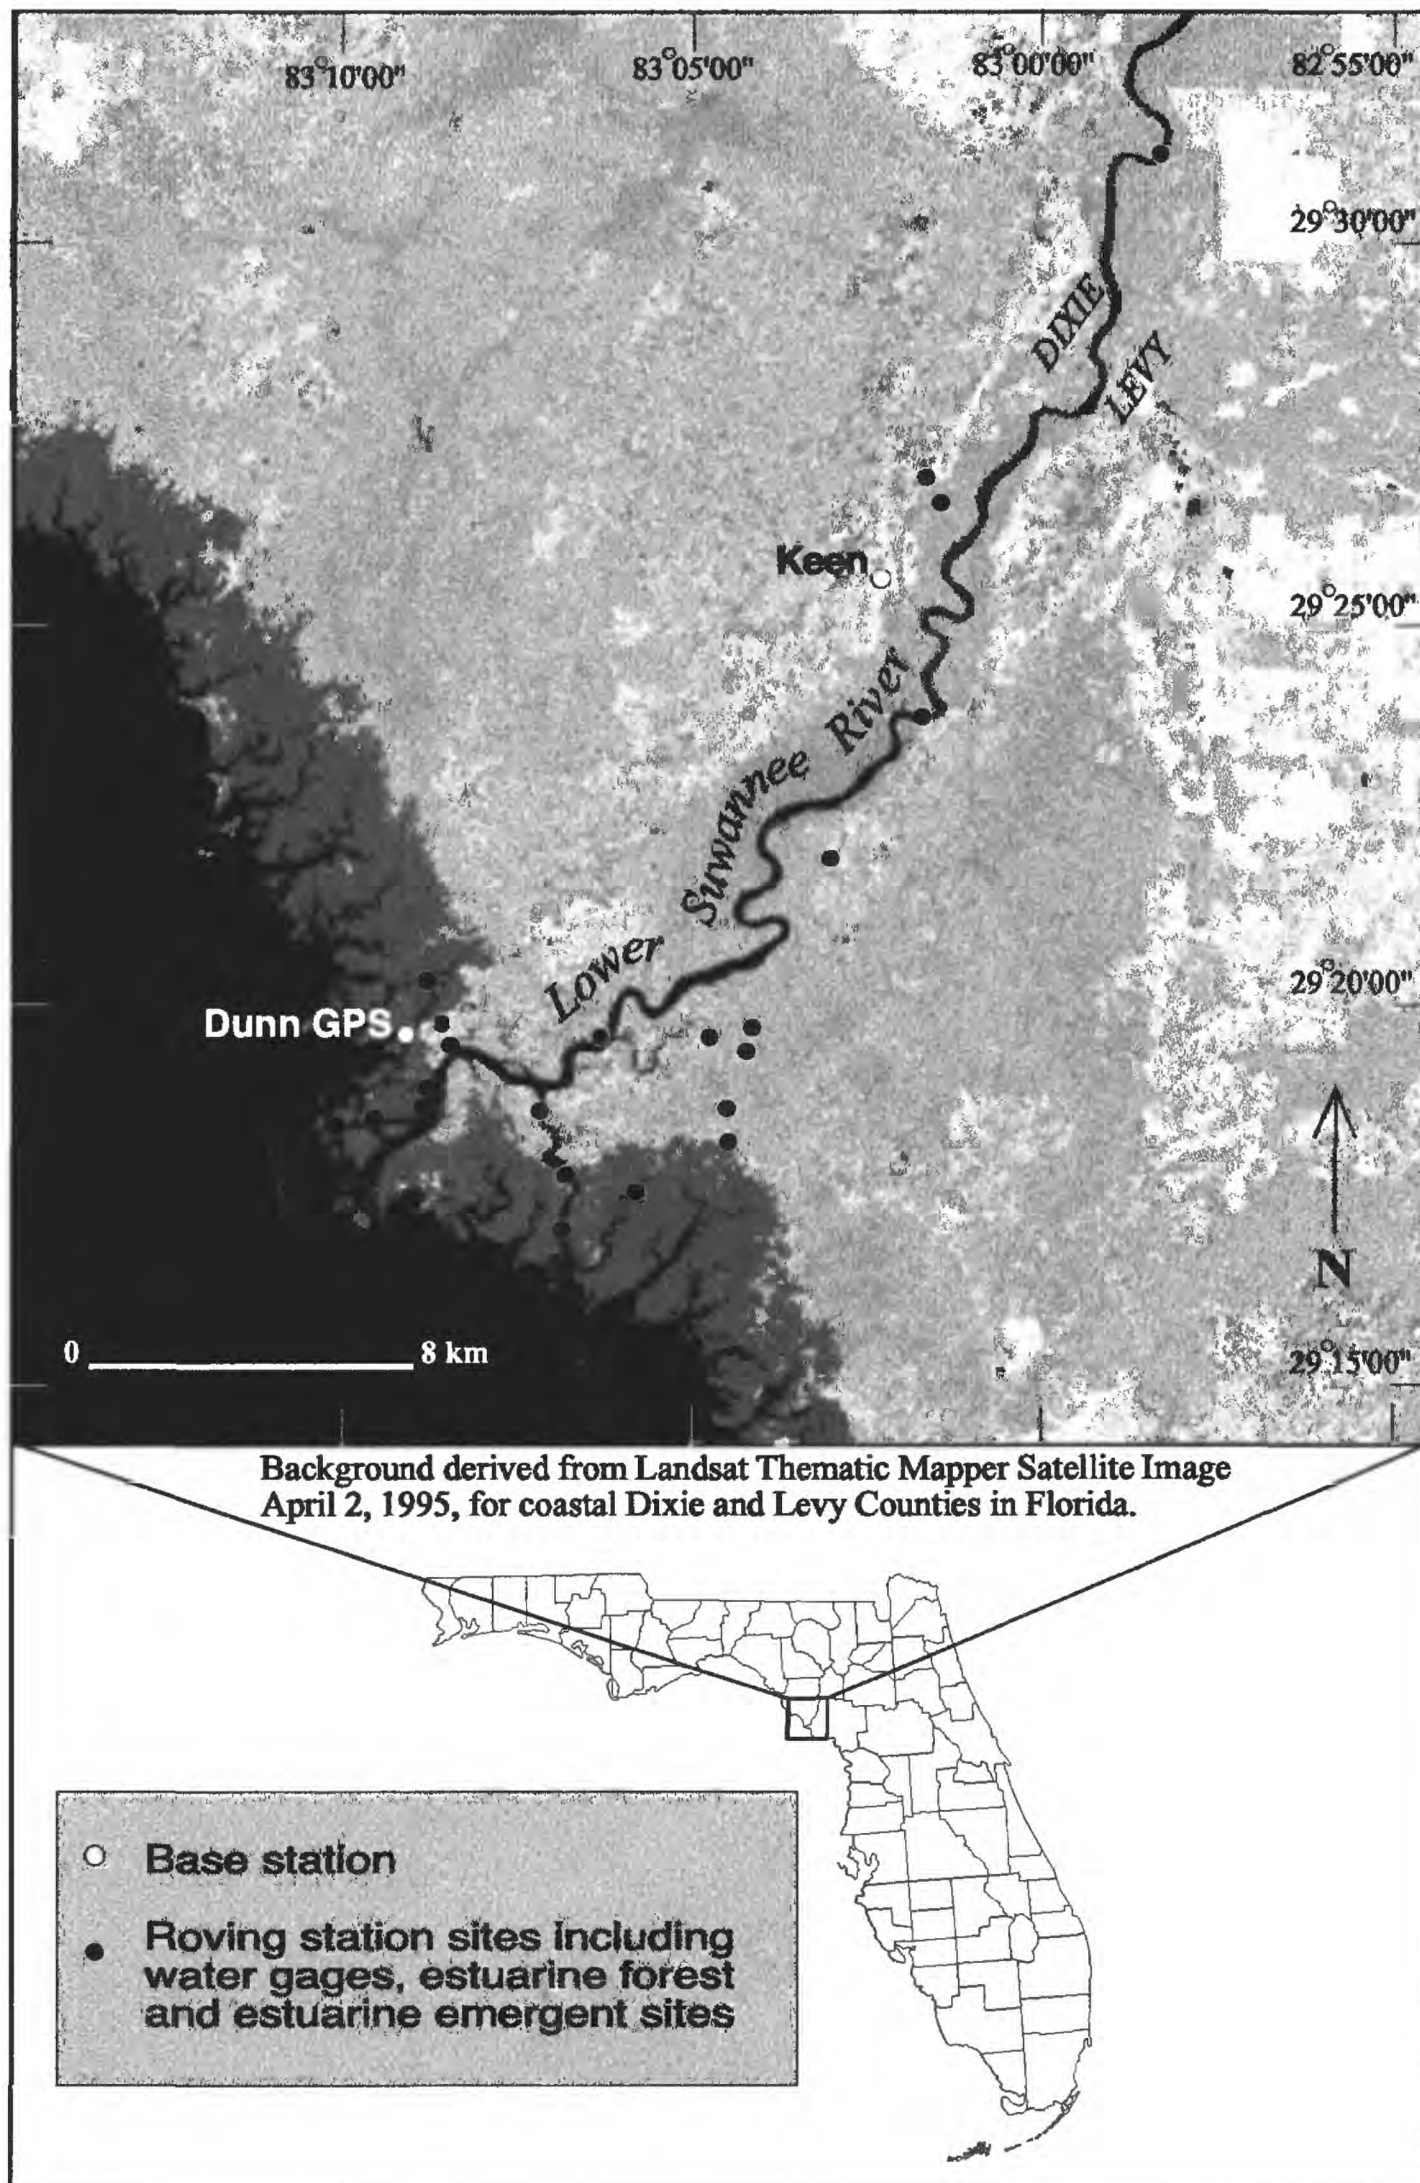 83°10'00"
83°05'00"
83°00'00"
82°55'00"
29°30'00"
DIXIE
LEVY
Keen
29°25'00"
Lower Suwannee River
29°20'00"
Dunn GPS
N
29°15'00"
0 8 km
Background derived from Landsat Thematic Mapper Satellite Image
April 2, 1995, for coastal Dixie and Levy Counties in Florida.
Base station
Roving station sites including
water gages, estuarine forest
and estuarine emergent sites